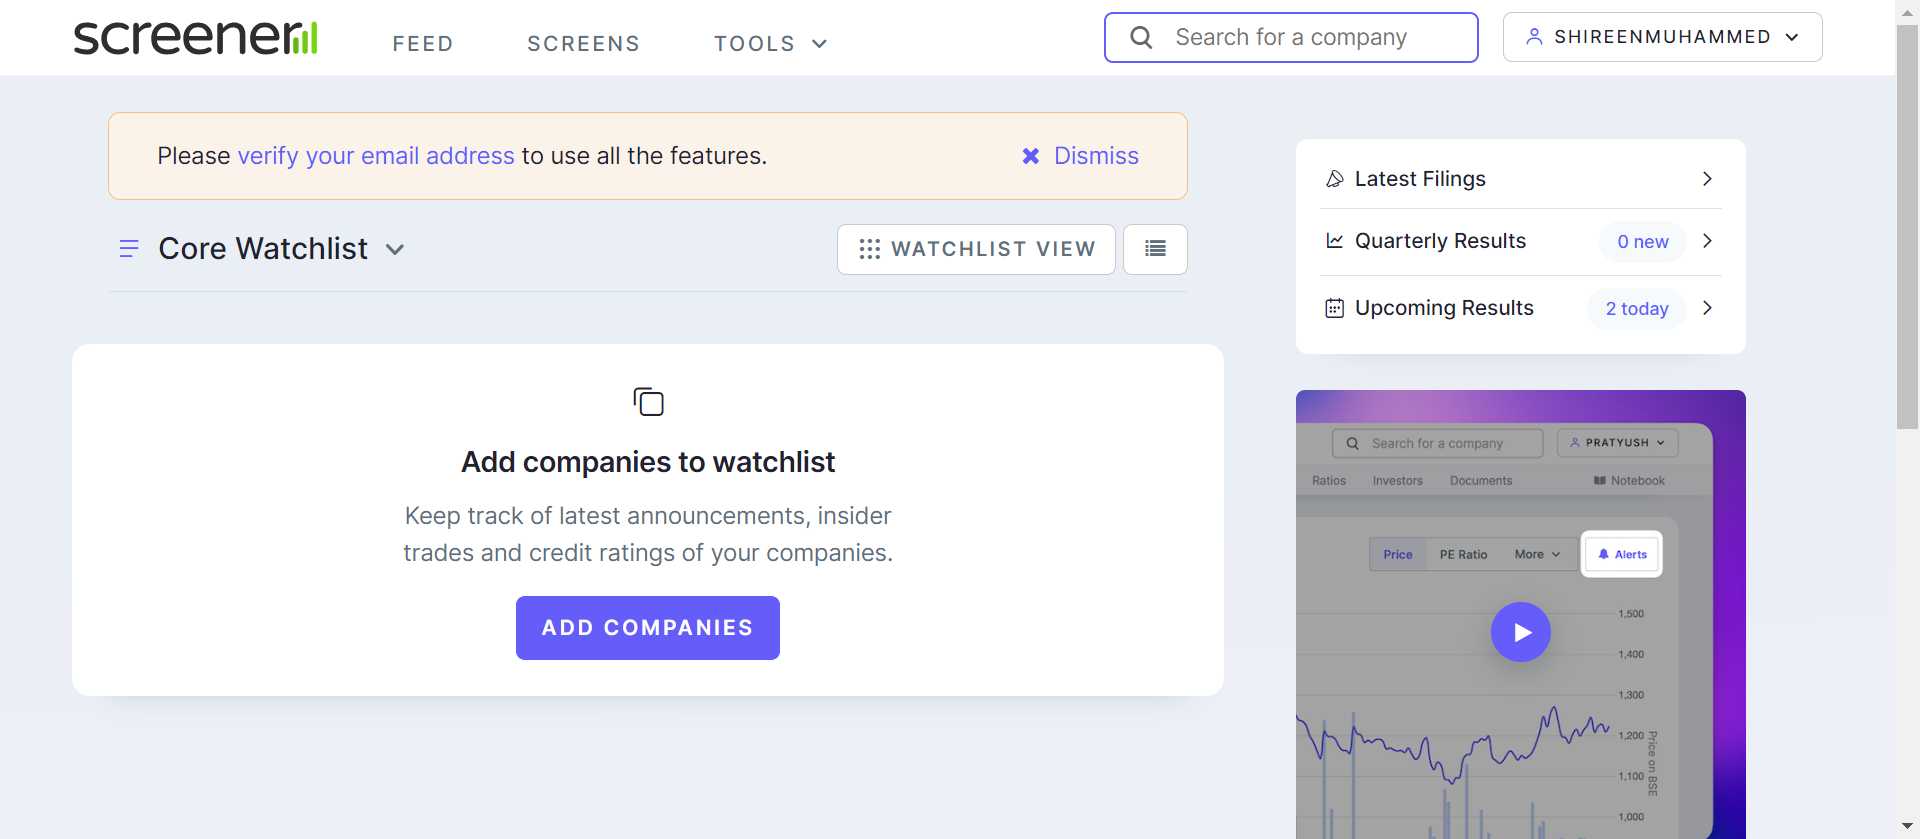 screener
FEED
SCREENS
TOOLS
Search for a company
SHIREENMUHAMMED
Please verify your email address to use all the features.
Dismiss
Core Watchlist
WATCHLIST VIEW
Add companies to watchlist
Keep track of latest announcements, insider
trades and credit ratings of your companies.
ADD COMPANIES
Latest Filings
Quarterly Results
0 new
Upcoming Results
2 today
Search for a company
PRATYUSH
Ratios
Investors
Documents
Notebook
Price
PE Ratio
More
Alerts
1,500
1,400
1,300
1,200
1,100
1,000
Price on BSE